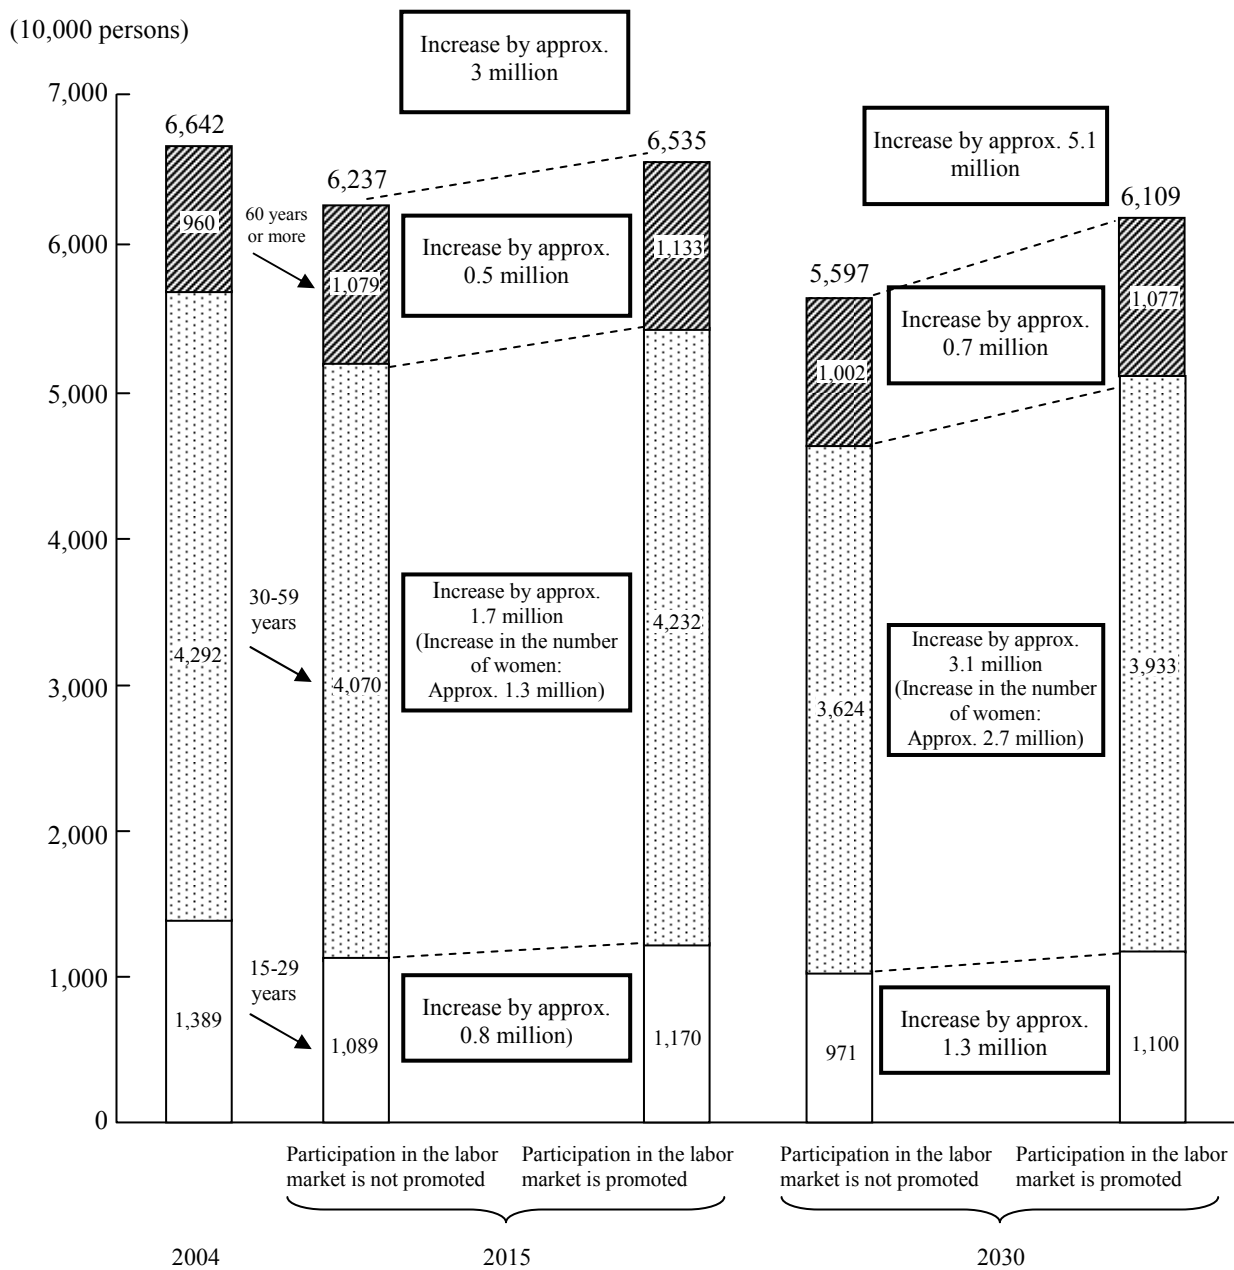 (10,000 persons)
7,000
6,000
5,000
4,000
3,000
2,000
1,000
0
6,642
960
4,292
1,389
60 years
or more
30-59
years
15-29
years
6,237
1,079
4,070
1,089
Increase by approx.
3 million
Increase by approx.
0.5 million
Increase by approx.
1.7 million
(Increase in the number
of women:
Approx. 1.3 million)
Increase by approx.
0.8 million)
6,535
1,133
4,232
1,170
5,597
1,002
3,624
971
Increase by approx. 5.1
million
Increase by approx.
0.7 million
Increase by approx.
3.1 million
(Increase in the number
of women:
Approx. 2.7 million)
Increase by approx.
1.3 million
6,109
1,077
3,933
1,100
Participation in the labor
market is not promoted
Participation in the labor
market is promoted
Participation in the labor
market is not promoted
Participation in the labor
market is promoted
2004
2015
2030